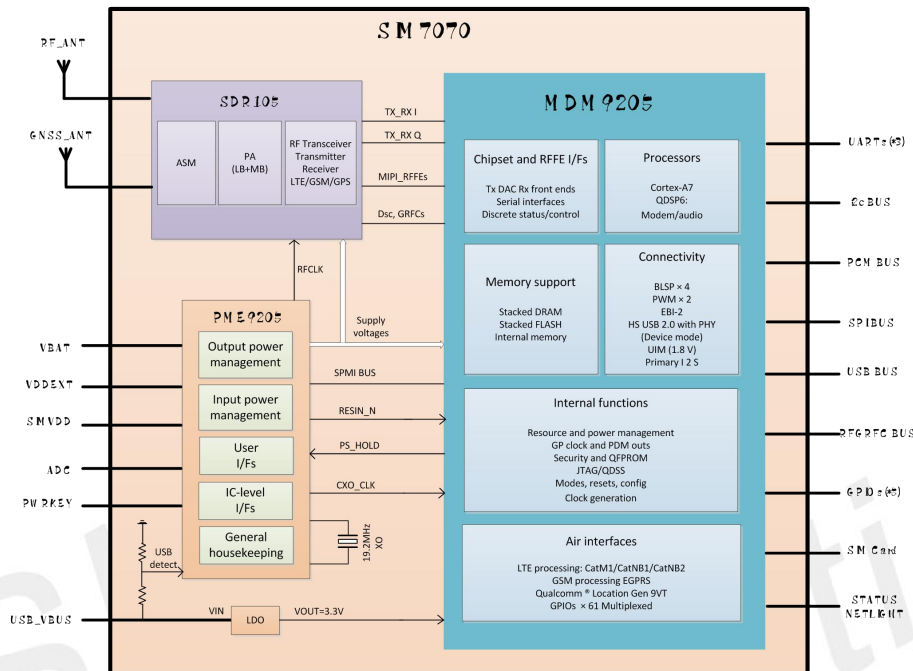 SIM7070
RF_ANT
GNSS_ANT
SDR105
ASM
PA
(LB+MB)
RF Transceiver
Transmitter
Receiver
LTE/GSM/GPS
TX_RX I
TX_RX Q
MIPI_RFFEs
Dsc, GRFCs
RFCLK
Supply
voltages
MDM9205
Chipset and RFFE I/Fs
Tx DAC Rx front ends
Serial interfaces
Discrete status/control
Processors
Cortex-A7
QDSP6:
Modem/audio
Memory support
Stacked DRAM
Stacked FLASH
Internal memory
Connectivity
BLSP × 4
PWM × 2
EBI-2
HS USB 2.0 with PHY
(Device mode)
UIM (1.8 V)
Primary I 2 S
Internal functions
Resource and power management
GP clock and PDM outs
Security and QFPROM
JTAG/QDSS
Modes, resets, config
Clock generation
Air interfaces
LTE processing: CatM1/CatNB1/CatNB2
GSM processing EGPRS
Qualcomm ® Location Gen 9VT
GPIOs × 61 Multiplexed
PME9205
Output power
management
Input power
management
User
I/Fs
IC-level
I/Fs
General
housekeeping
SPMI BUS
RESIN_N
PS_HOLD
CXO_CLK
19.2MHz
XO
VBAT
VDDEXT
SIMVDD
ADC
PWRKEY
USB
detect.
USB_VBUS
VIN
LDO
VOUT=3.3V
UARTs(*3)
I2cBUS
PCM BUS
SPIBUS
USB BUS
RFGRFC BUS
GPIOs(*5)
SIM Card
STATUS
NETLIGHT